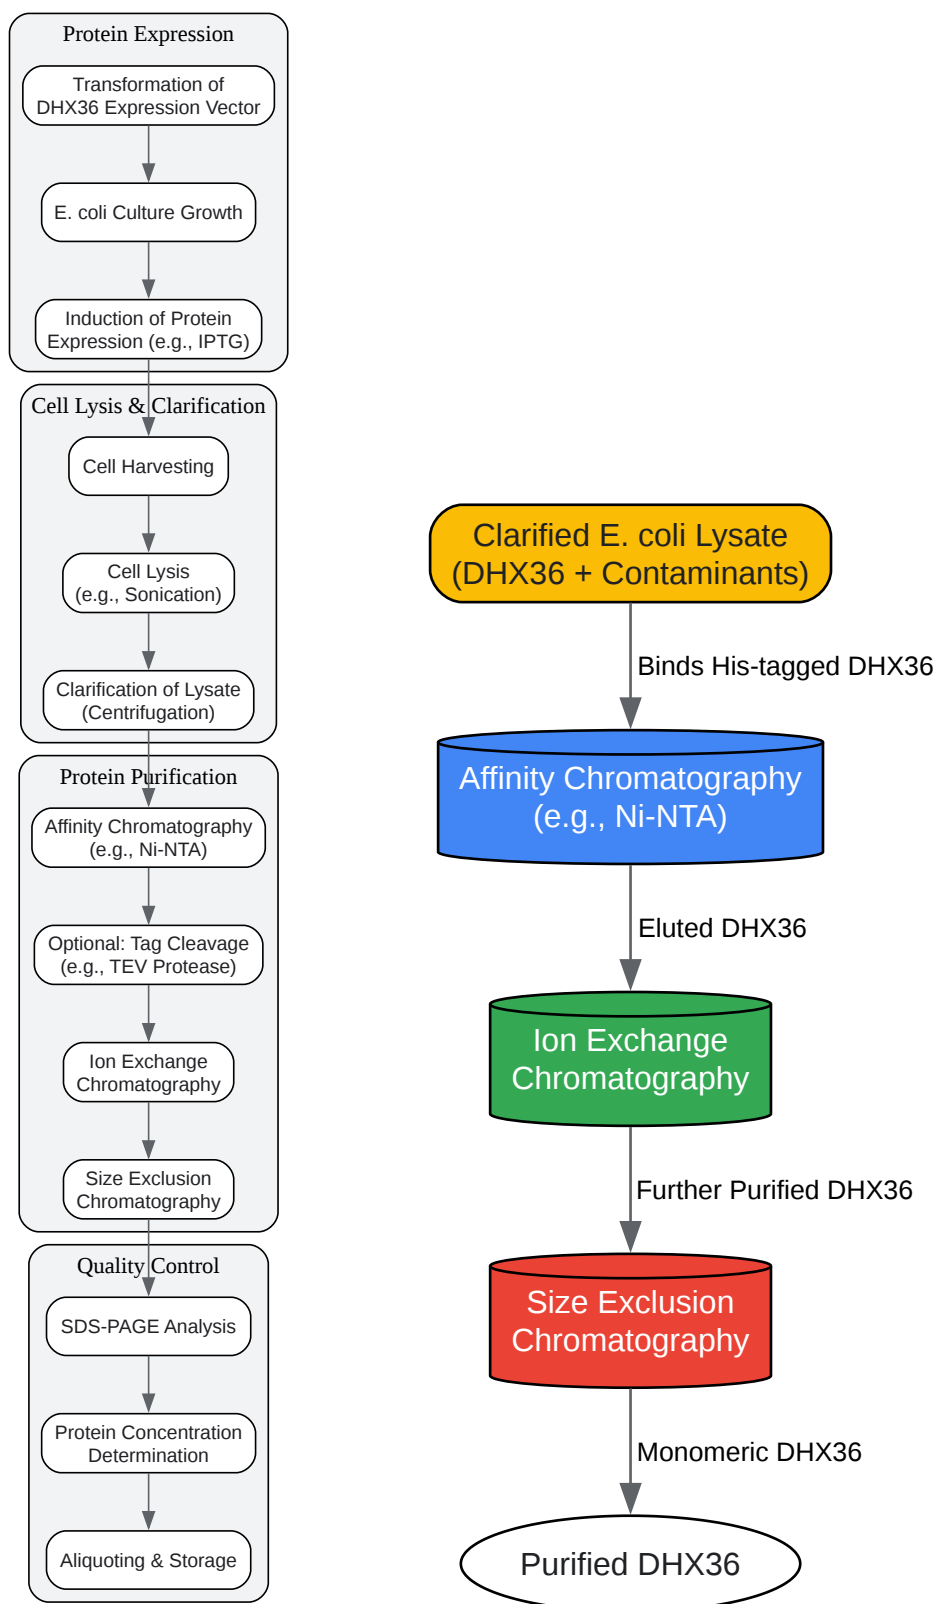 Protein Expression
Transformation of
DHX36 Expression Vector
E. coli Culture Growth
Induction of Protein
Expression (e.g., IPTG)
Cell Lysis & Clarification
Cell Harvesting
Cell Lysis
(e.g., Sonication)
Clarification of Lysate
(Centrifugation)
Protein Purification
Affinity Chromatography
(e.g., Ni-NTA)
Optional: Tag Cleavage
(e.g., TEV Protease)
Ion Exchange
Chromatography
Size Exclusion
Chromatography
Quality Control
SDS-PAGE Analysis
Protein Concentration
Determination
Aliquoting & Storage
Clarified E. coli Lysate
(DHX36 + Contaminants)
Binds His-tagged DHX36
Affinity Chromatography
(e.g., Ni-NTA)
Eluted DHX36
Ion Exchange
Chromatography
Further Purified DHX36
Size Exclusion
Chromatography
Monomeric DHX36
Purified DHX36